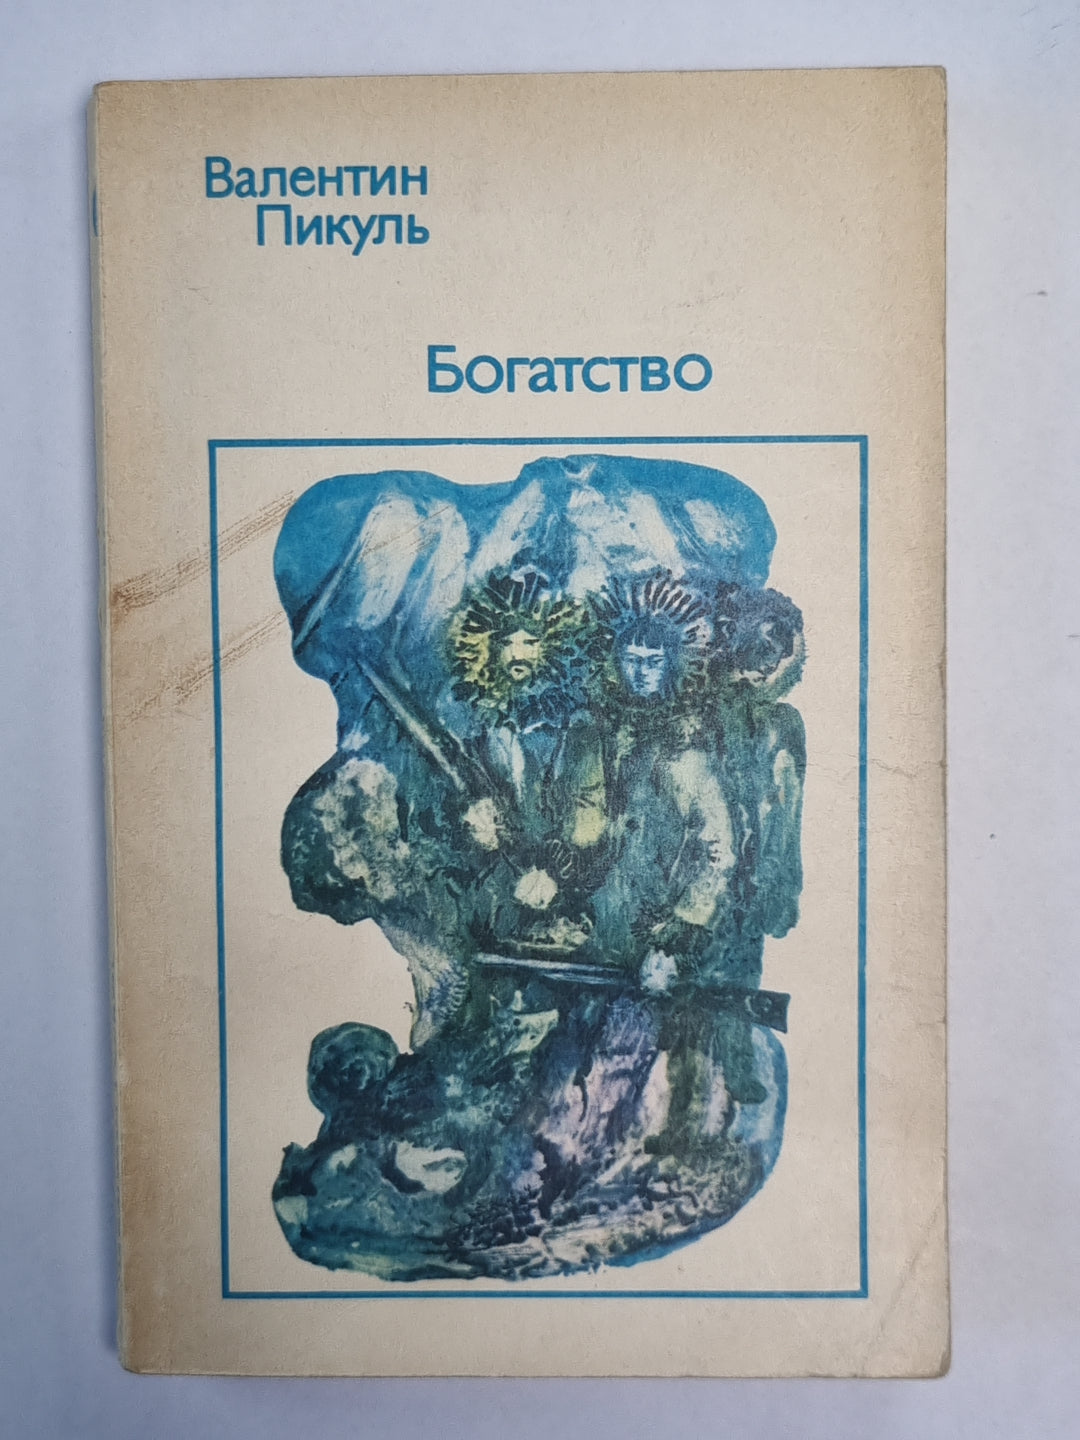 Валентин
Пикуль
Богатство